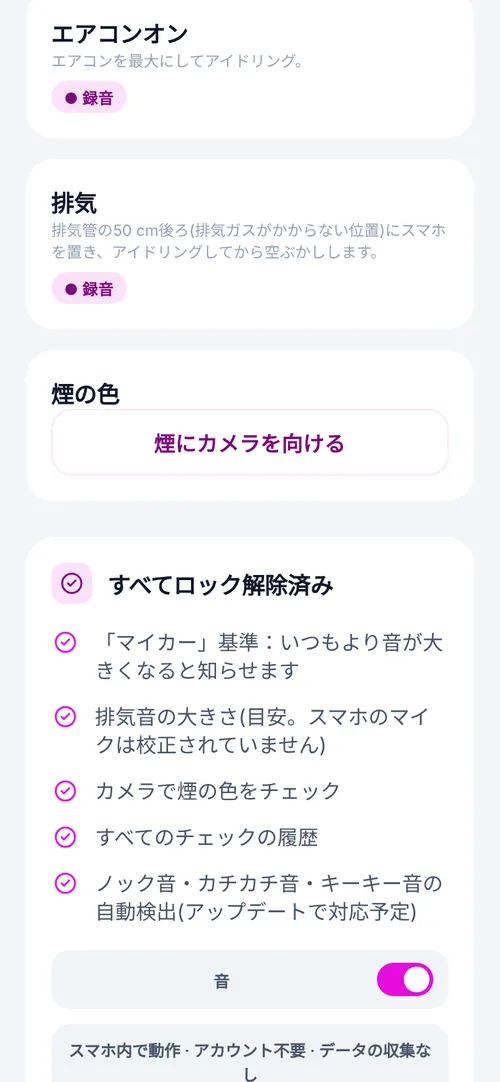 エアコンオン
エアコンを最大にしてアイドリング。
録音
排気
排気管の50 cm後ろ(排気ガスがかからない位置)にスマホ
を置き、アイドリングしてから空ぶかしします。
録音
煙の色
煙にカメラを向ける
すべてロック解除済み
「マイカー」基準：いつもより音が大
きくなると知らせます
排気音の大きさ(目安。スマホのマイ
クは校正されていません)
カメラで煙の色をチェック
すべてのチェックの履歴
ノック音・カチカチ音・キーキー音の
自動検出(アップデートで対応予定)
音
スマホ内で動作 · アカウント不要 · データの収集な
し